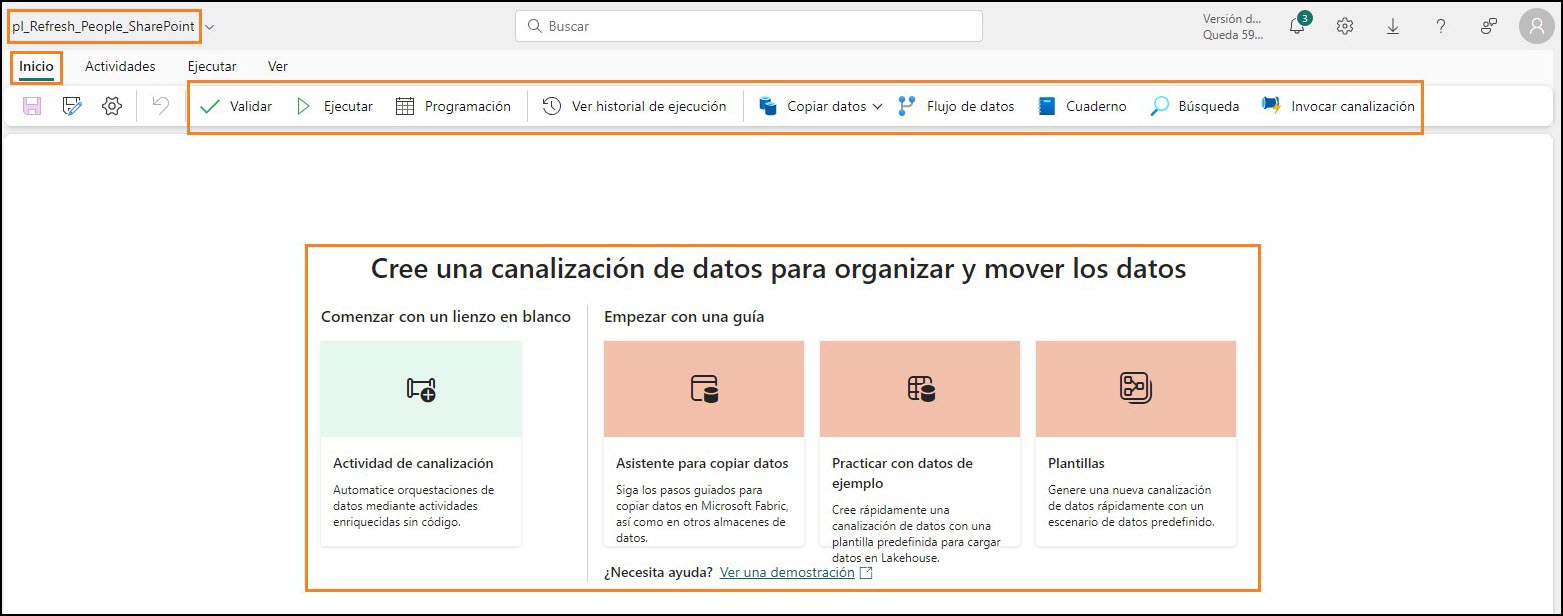 pl_Refresh_People_SharePoint
Buscar
Versión d...
Queda 59...
3
Inicio Actividades Ejecutar Ver
Validar Ejecutar Programación Ver historial de ejecución Copiar datos Flujo de datos Cuaderno Búsqueda Invocar canalización
Cree una canalización de datos para organizar y mover los datos
Comenzar con un lienzo en blanco
Actividad de canalización
Automatice orquestaciones de
datos mediante actividades
enriquecidas sin código.
Empezar con una guía
Asistente para copiar datos
Siga los pasos guiados para
copiar datos en Microsoft Fabric,
así como en otros almacenes de
datos.
Practicar con datos de
ejemplo
Cree rápidamente una
canalización de datos con una
plantilla predefinida para cargar
datos en Lakehouse.
Plantillas
Genere una nueva canalización
de datos rápidamente con un
escenario de datos predefinido.
¿Necesita ayuda? Ver una demostración